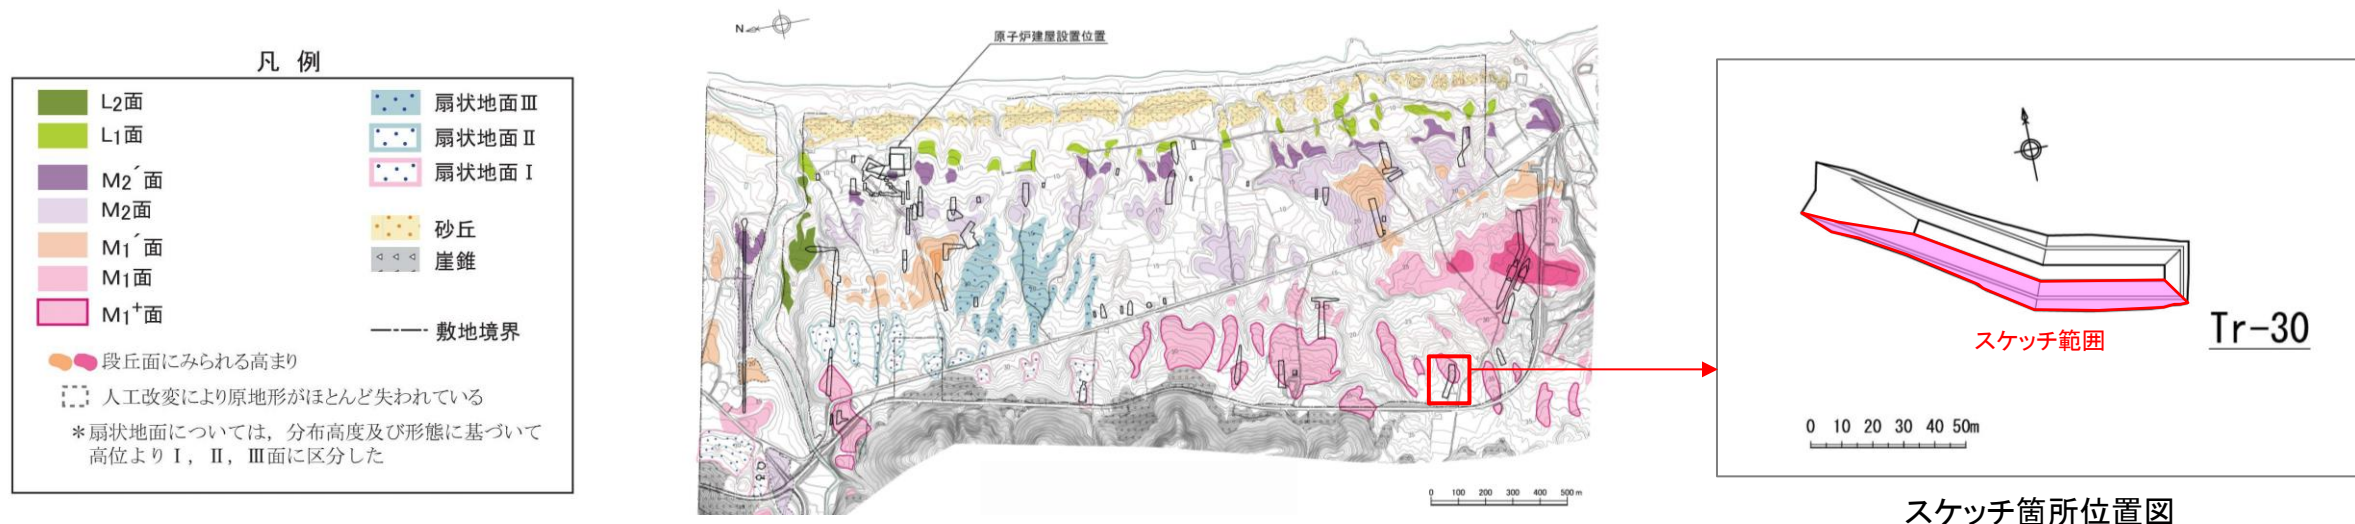 凡 例
L2面
L1面
M2´面
M2面
M1´面
M1面
M1+面
扇状地面Ⅲ
扇状地面Ⅱ
扇状地面Ⅰ
砂丘
崖錐
敷地境界
段丘面にみられる高まり
人工改変により原地形がほとんど失われている
＊扇状地面については，分布高度及び形態に基づいて
高位よりⅠ，Ⅱ，Ⅲ面に区分した
N
原子炉建屋設置位置
0 100 200 300 400 500 m
スケッチ範囲
Tr-30
0 10 20 30 40 50m
スケッチ箇所位置図